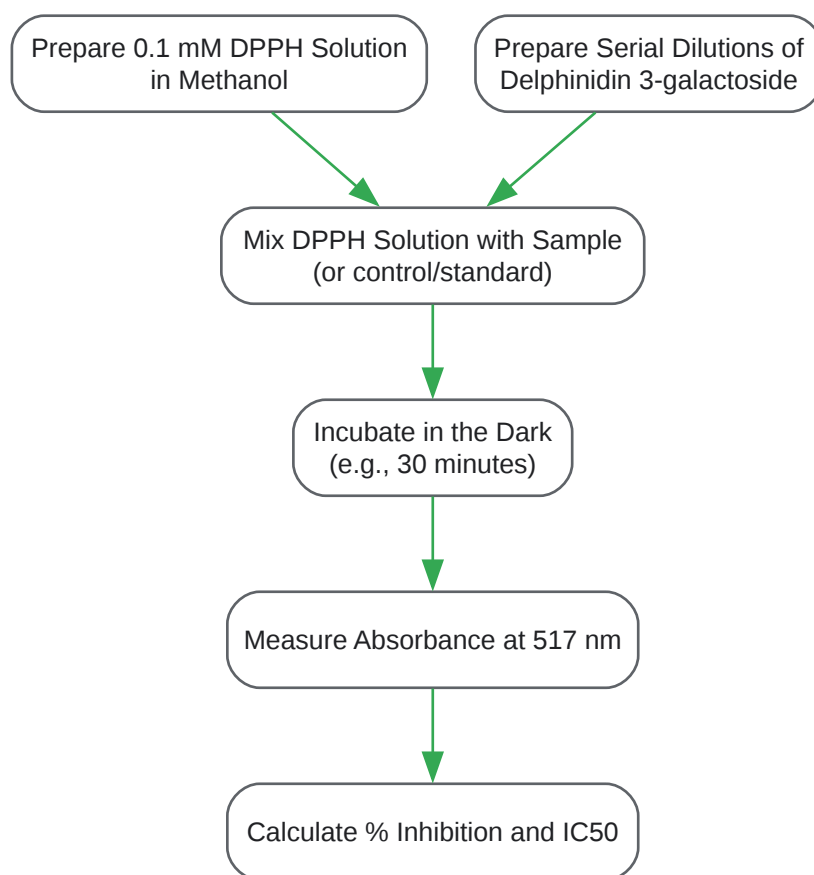 Prepare 0.1 mM DPPH Solution
in Methanol
Prepare Serial Dilutions of
Delphinidin 3-galactoside
Mix DPPH Solution with Sample
(or control/standard)
Incubate in the Dark
(e.g., 30 minutes)
Measure Absorbance at 517 nm
Calculate % Inhibition and IC50